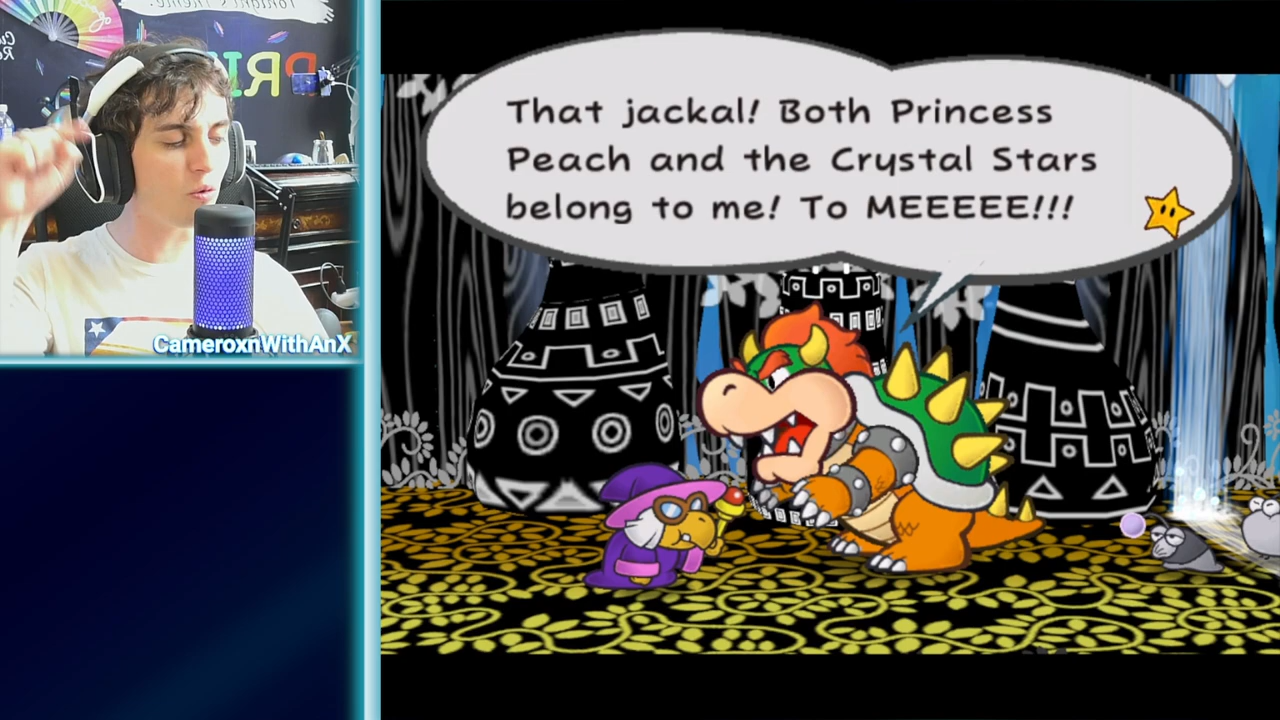 That jackal! Both Princess
Peach and the Crystal Stars
belong to me! To MEEEEE!!!
CameroxnWithAnX